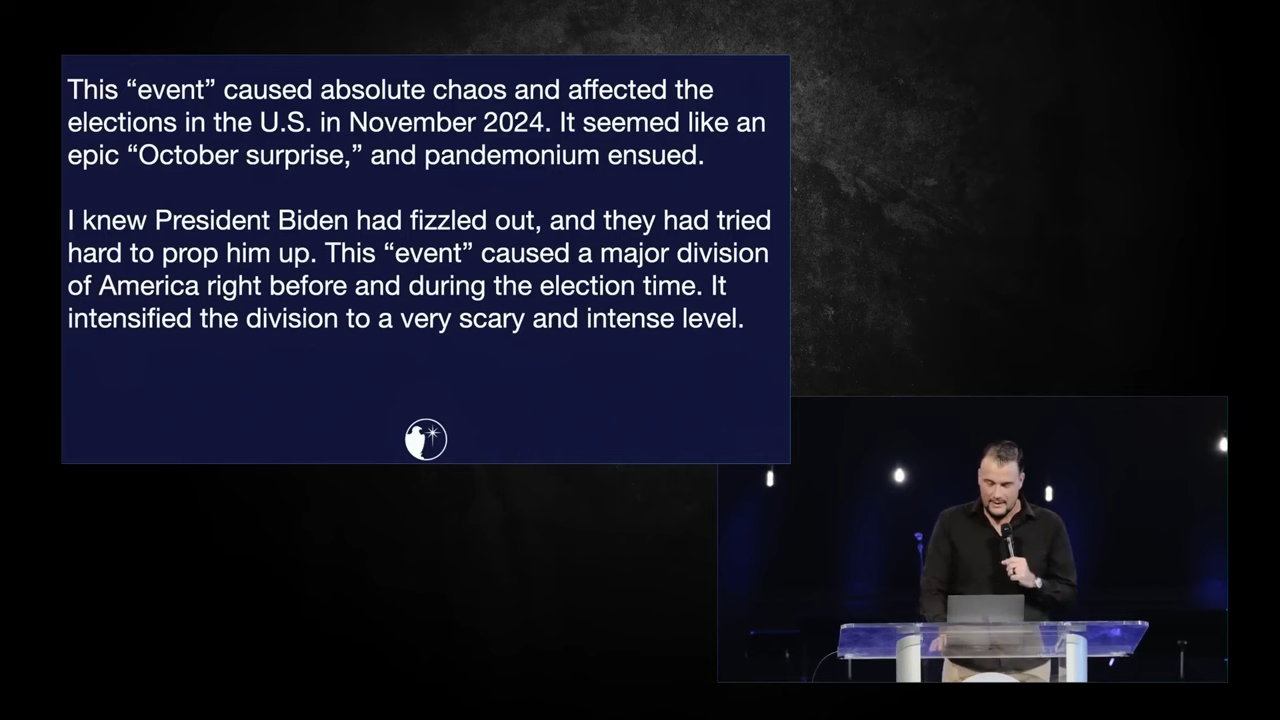 This “event” caused absolute chaos and affected the
elections in the U.S. in November 2024. It seemed like an
epic “October surprise,” and pandemonium ensued.
I knew President Biden had fizzled out, and they had tried
hard to prop him up. This “event” caused a major division
of America right before and during the election time. It
intensified the division to a very scary and intense level.